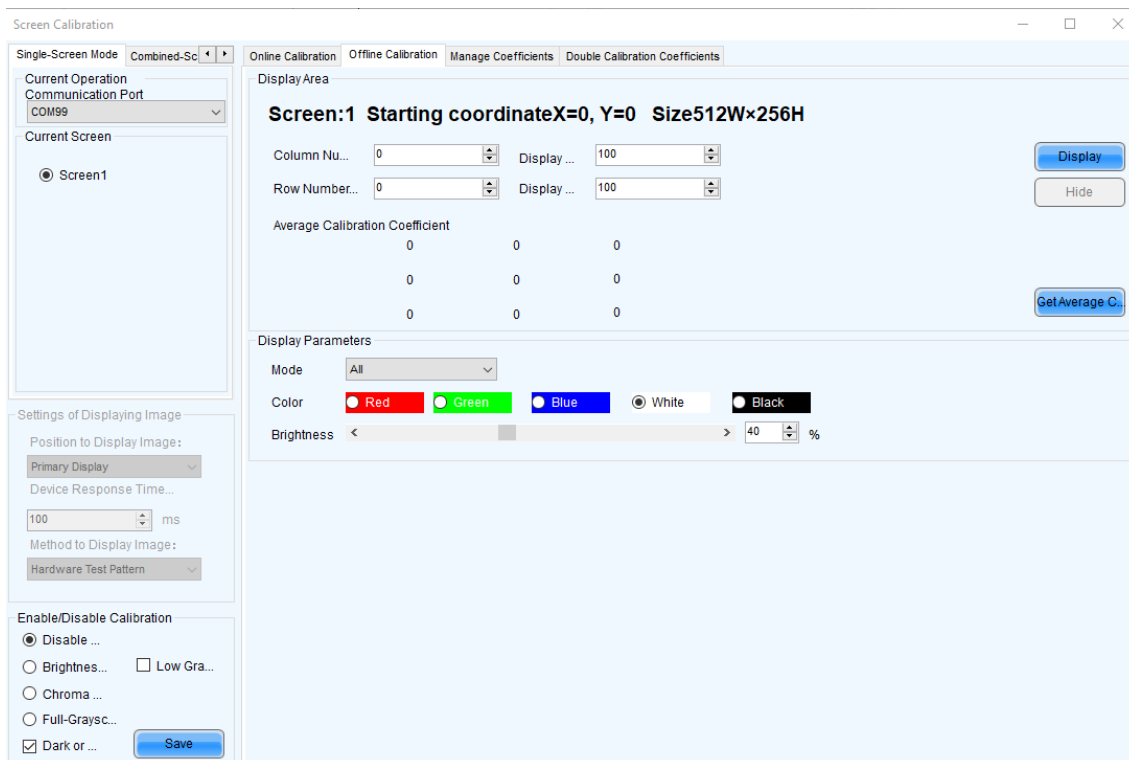 Screen Calibration
Single-Screen Mode Combined-Sc
Current Operation
Communication Port
COM99
Current Screen
Screen1
Settings of Displaying Image
Position to Display Image:
Primary Display
Device Response Time...
100 ms
Method to Display Image:
Hardware Test Pattern
Enable/Disable Calibration
Disable ...
Brightnes... Low Gra...
Chroma ...
Full-Graysc...
Dark or ... Save
Online Calibration Offline Calibration Manage Coefficients Double Calibration Coefficients
Display Area
Screen:1 Starting coordinateX=0, Y=0 Size512W×256H
Column Nu... 0 Display ... 100 Display
Row Number... 0 Display ... 100 Hide
Average Calibration Coefficient
0 0 0
0 0 0
Get Average C...
0 0 0
Display Parameters
Mode All
Color Red Green Blue White Black
Brightness < > 40 %